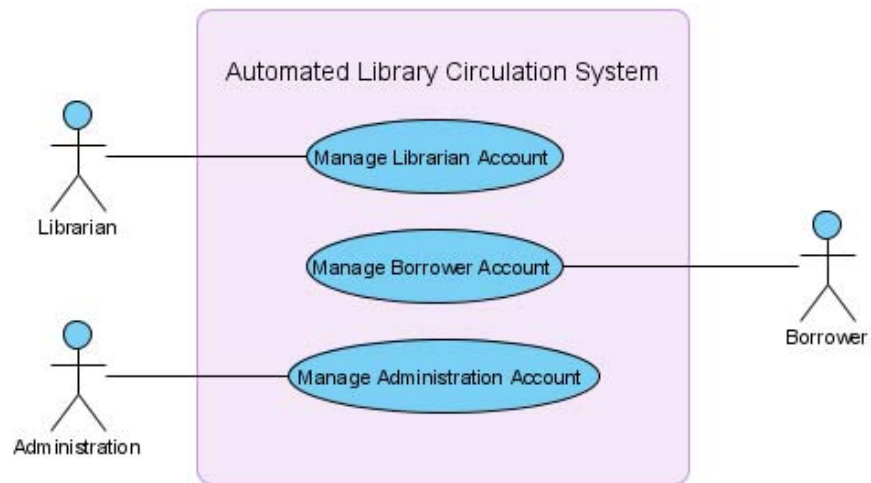 Automated Library Circulation System
Manage Librarian Account
Librarian
Manage Borrower Account
Borrower
Manage Administration Account
Administration